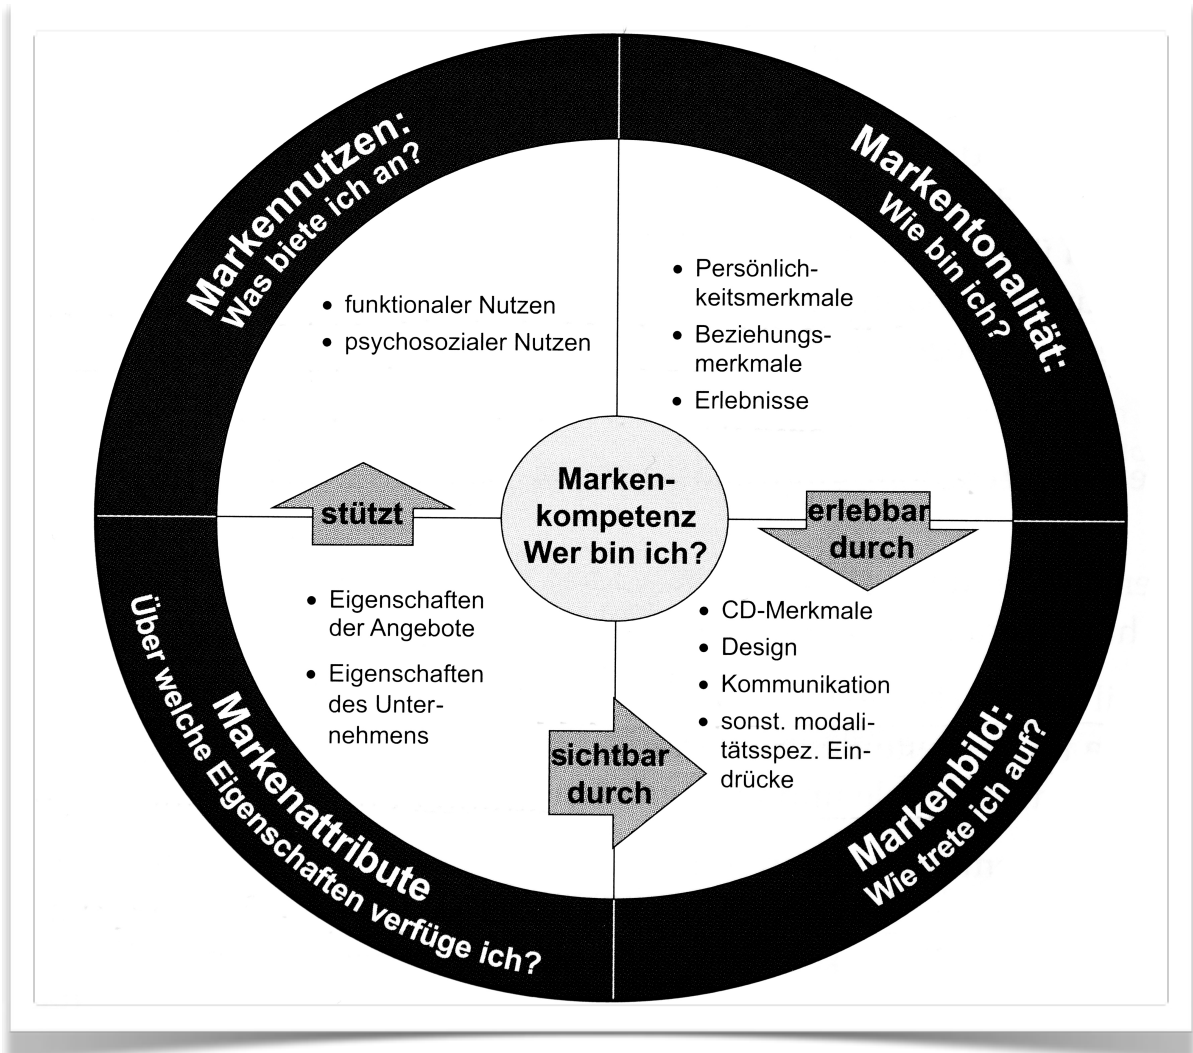 Markennutzen:
Was biete ich an?
Markentonalität:
Wie bin ich?
• funktionaler Nutzen
• psychosozialer Nutzen
• Persönlich-
keitsmerkmale
• Beziehungs-
merkmale
• Erlebnisse
Marken-
kompetenz
Wer bin ich?
stützt
erlebbar
durch
• Eigenschaften
der Angebote
• Eigenschaften
des Unter-
nehmens
sichtbar
durch
• CD-Merkmale
• Design
• Kommunikation
• sonst. modali-
tätsspez. Ein-
drücke
Markenattribute
Über welche Eigenschaften verfüge ich?
Markenbild:
Wie trete ich auf?